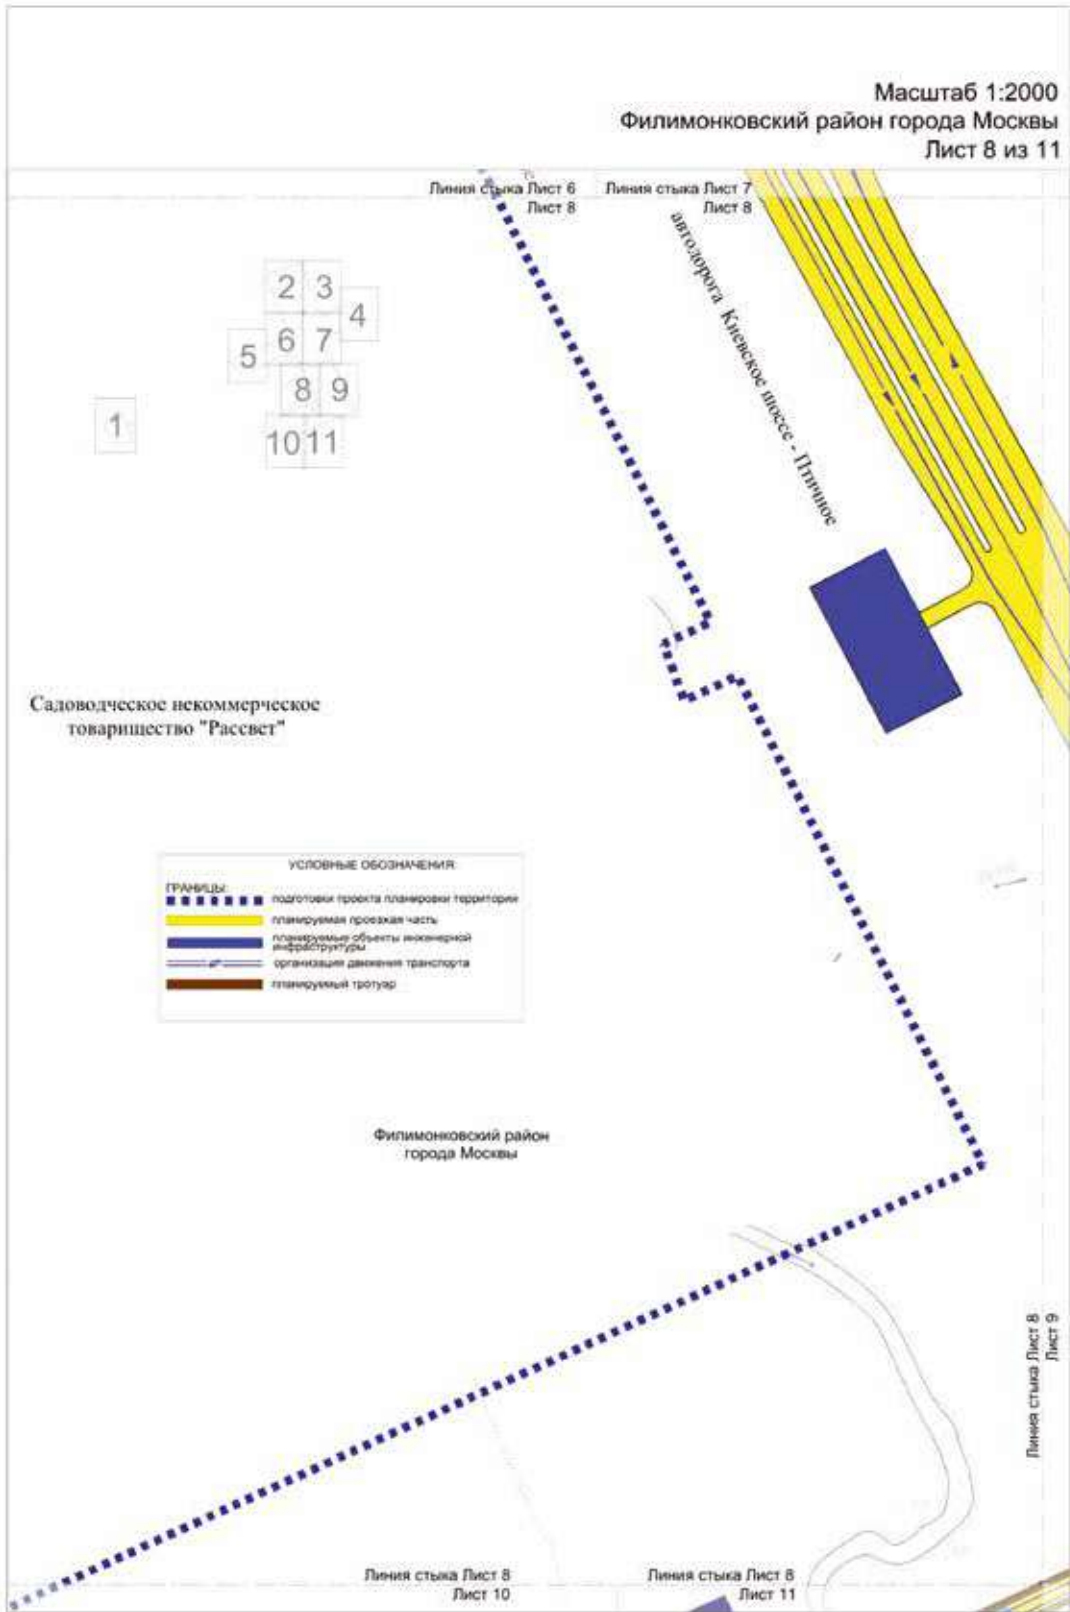 Масштаб 1:2000
Филимонковский район города Москвы
Лист 8 из 11
Линия стыка Лист 6
Лист 8
Линия стыка Лист 7
Лист 8
автодорога Киевское шоссе - Птичное
2 3
4
5 6 7
8 9
1
10 11
Садоводческое некоммерческое
товарищество "Рассвет"
УСЛОВНЫЕ ОБОЗНАЧЕНИЯ
ГРАНИЦЫ:
подготовки проекта планировки территории
планируемая проезжая часть
планируемые объекты инженерной
инфраструктуры
организация движения транспорта
планируемый тротуар
Филимонковский район
города Москвы
Линия стыка Лист 8
Лист 9
Линия стыка Лист 8
Лист 10
Линия стыка Лист 8
Лист 11